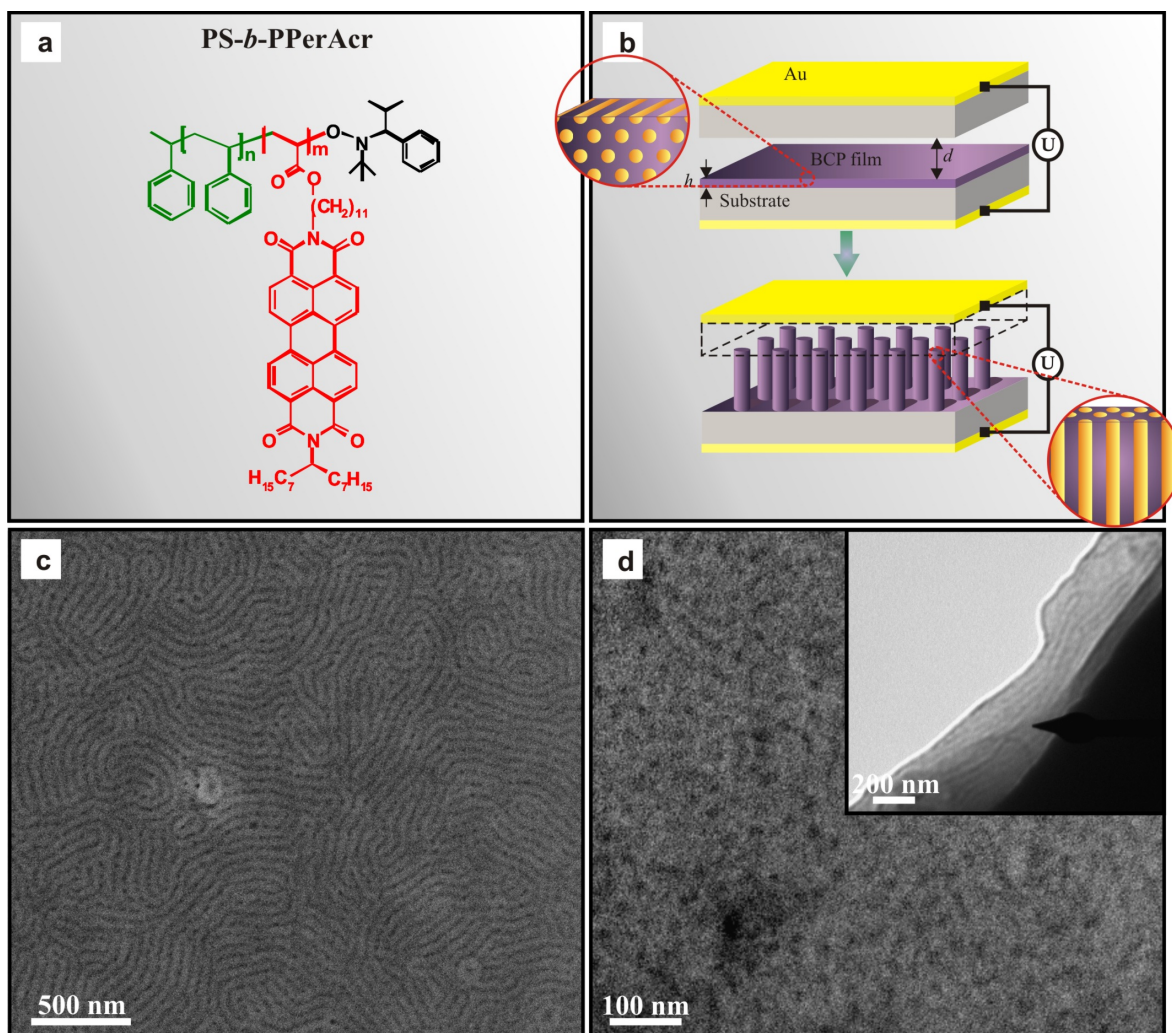 a
PS-b-PPerAcr
n
m
O
N
O
O
(CH₂)₁₁
O
N
O
O
N
O
H₁₅C₇
C₇H₁₅
b
Au
U
BCP film
d
h
Substrate
U
c
500 nm
d
100 nm
200 nm